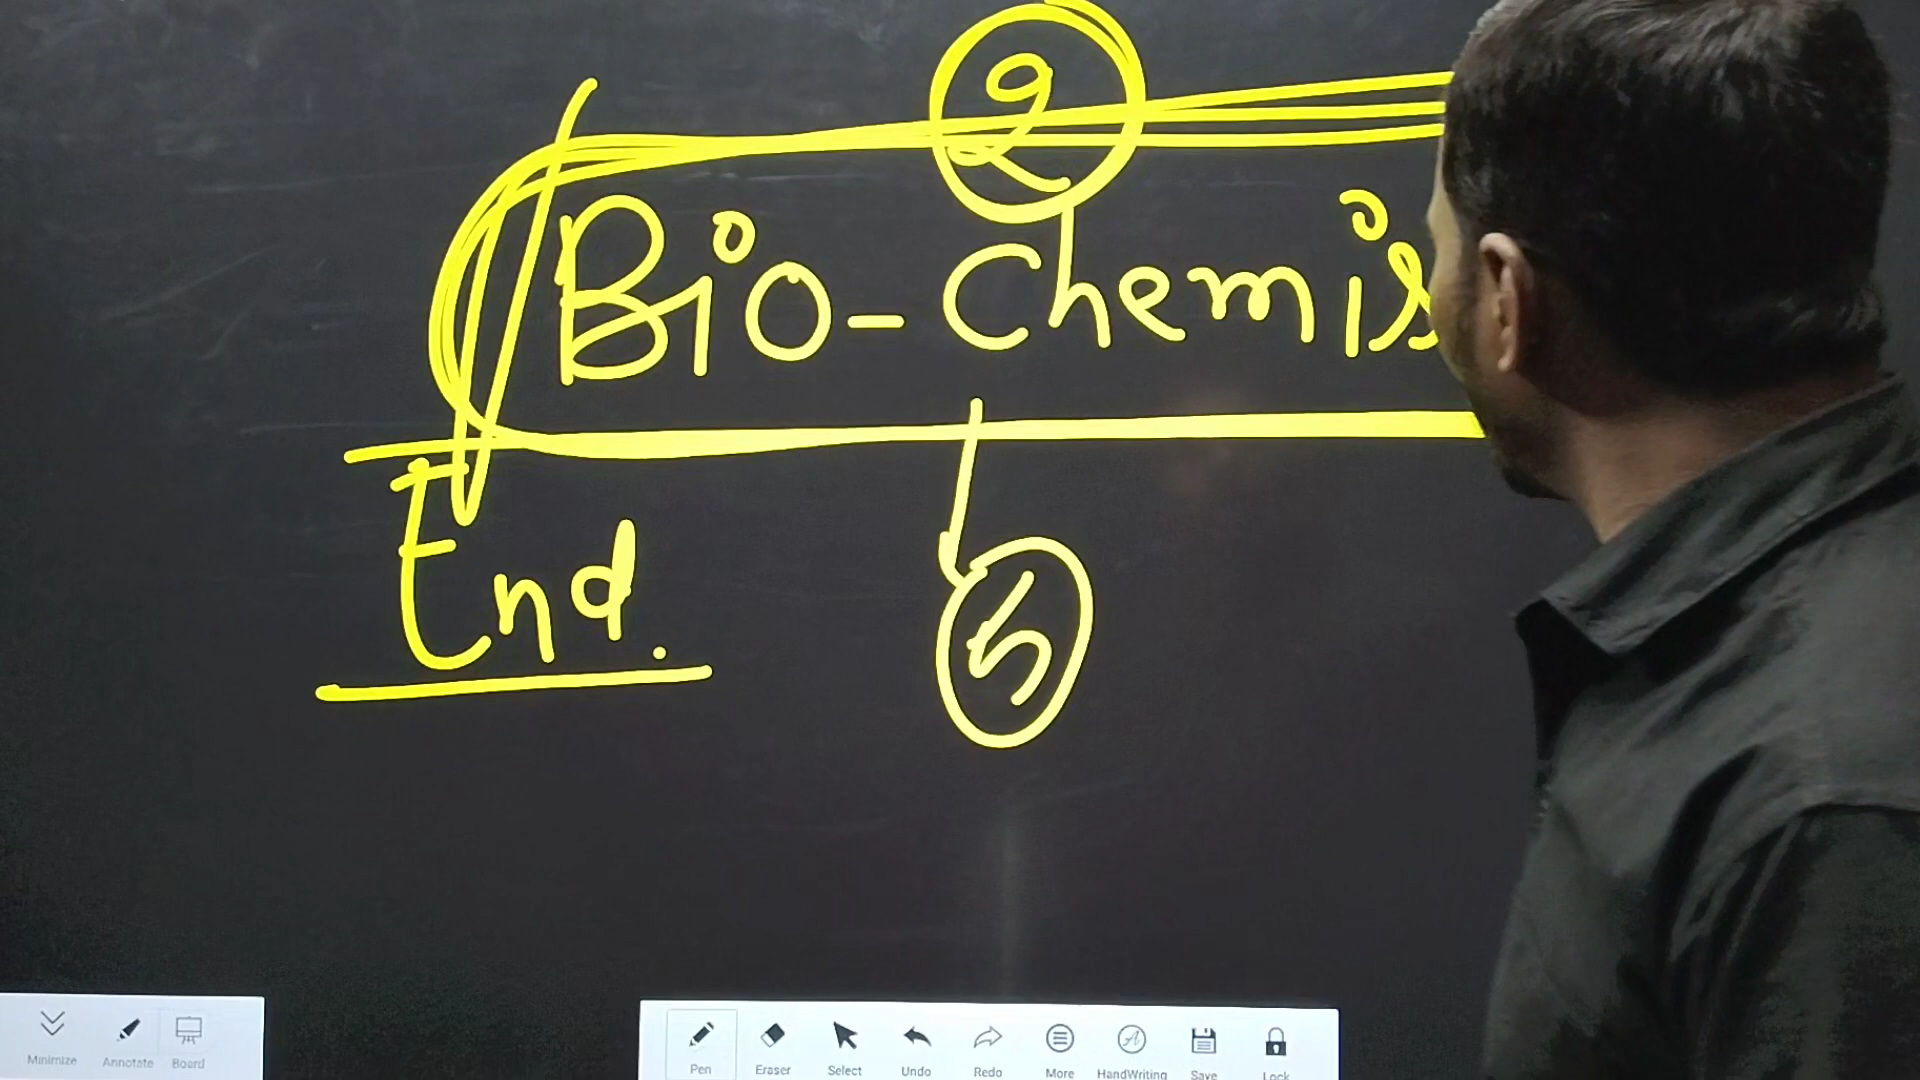 2
Bio-Chemis
End.
5
Minimize Annotate Board
Pen Eraser Select Undo Redo More HandWriting Save Lock